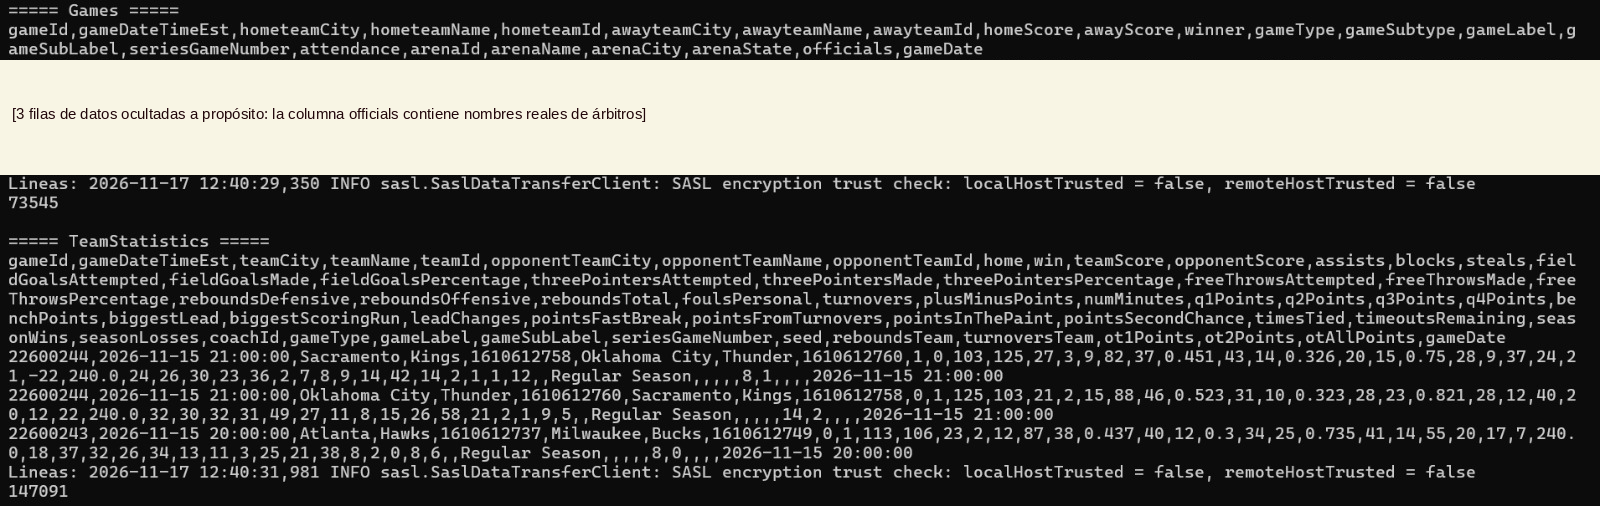 ===== Games =====
gameId,gameDateTimeEst,hometeamCity,hometeamName,hometeamId,awayteamCity,awayteamName,awayteamId,homeScore,awayScore,winner,gameType,gameSubtype,gameLabel,g
ameSubLabel,seriesGameNumber,attendance,arenaId,arenaName,arenaCity,arenaState,officials,gameDate
[3 filas de datos ocultadas a propósito: la columna officials contiene nombres reales de árbitros]
Lineas: 2026-11-17 12:40:29,350 INFO sasl.SaslDataTransferClient: SASL encryption trust check: localHostTrusted = false, remoteHostTrusted = false
73545
===== TeamStatistics =====
gameId,gameDateTimeEst,teamCity,teamName,teamId,opponentTeamCity,opponentTeamName,opponentTeamId,home,win,teamScore,opponentScore,assists,blocks,steals,fiel
dGoalsAttempted,fieldGoalsMade,fieldGoalsPercentage,threePointersAttempted,threePointersMade,threePointersPercentage,freeThrowsAttempted,freeThrowsMade,free
ThrowsPercentage,reboundsDefensive,reboundsOffensive,reboundsTotal,foulsPersonal,turnovers,plusMinusPoints,numMinutes,q1Points,q2Points,q3Points,q4Points,be
nchPoints,biggestLead,biggestScoringRun,leadChanges,pointsFastBreak,pointsFromTurnovers,pointsInThePaint,pointsSecondChance,timesTied,timeoutsRemaining,seas
onWins,seasonLosses,coachId,gameType,gameLabel,gameSubLabel,seriesGameNumber,seed,reboundsTeam,turnoversTeam,ot1Points,ot2Points,otAllPoints,gameDate
22600244,2026-11-15 21:00:00,Sacramento,Kings,1610612758,Oklahoma City,Thunder,1610612760,1,0,103,125,27,3,9,82,37,0.451,43,14,0.326,20,15,0.75,28,9,37,24,2
1,-22,240.0,24,26,30,23,36,2,7,8,9,14,42,14,2,1,1,12,,Regular Season,,,,,8,1,,,,2026-11-15 21:00:00
22600244,2026-11-15 21:00:00,Oklahoma City,Thunder,1610612760,Sacramento,Kings,1610612758,0,1,125,103,21,2,15,88,46,0.523,31,10,0.323,28,23,0.821,28,12,40,2
0,12,22,240.0,32,30,32,31,49,27,11,8,15,26,58,21,2,1,9,5,,Regular Season,,,,,14,2,,,,2026-11-15 21:00:00
22600243,2026-11-15 20:00:00,Atlanta,Hawks,1610612737,Milwaukee,Bucks,1610612749,0,1,113,106,23,2,12,87,38,0.437,40,12,0.3,34,25,0.735,41,14,55,20,17,7,240.
0,18,37,32,26,34,13,11,3,25,21,38,8,2,0,8,6,,Regular Season,,,,,8,0,,,,2026-11-15 20:00:00
Lineas: 2026-11-17 12:40:31,981 INFO sasl.SaslDataTransferClient: SASL encryption trust check: localHostTrusted = false, remoteHostTrusted = false
147091